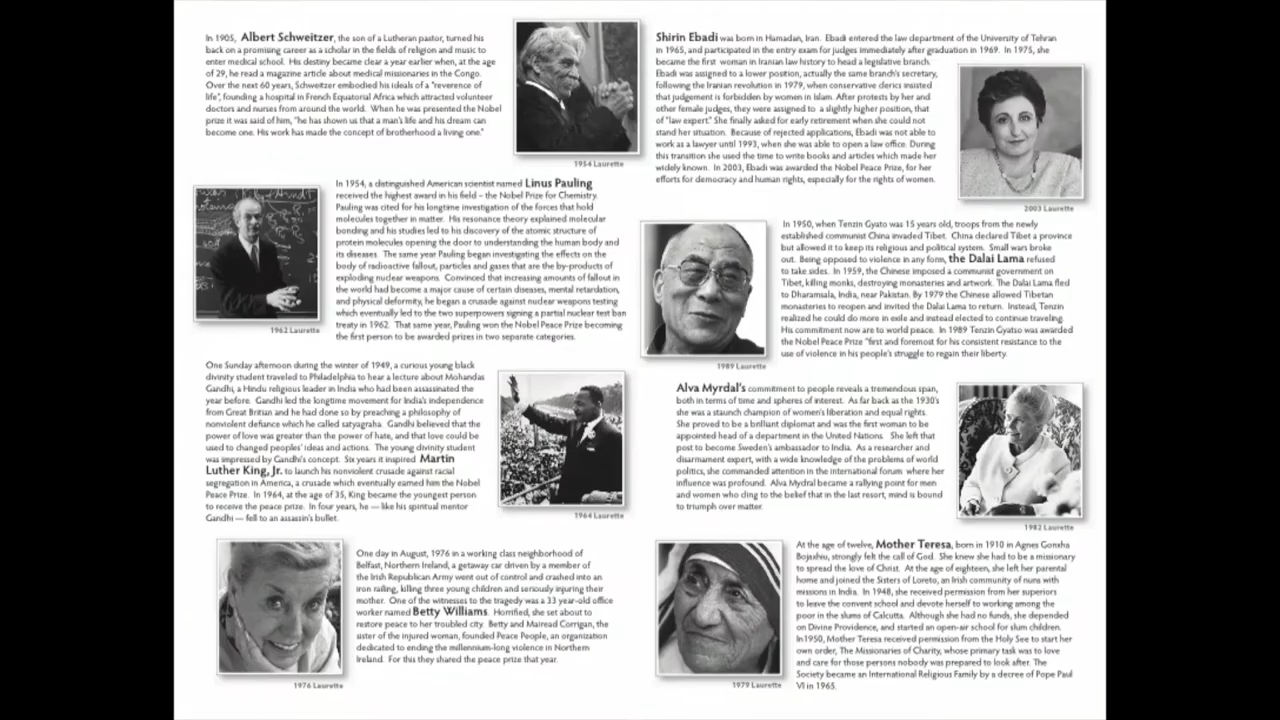 In 1905, Albert Schweitzer, the son of a Lutheran pastor, turned his
back on a promising career as a scholar in the fields of religion and music to
enter medical school. His destiny became clear a year earlier when, at the age
of 29, he read a magazine article about medical missionaries in the Congo.
Over the next 60 years, Schweitzer embodied his ideals of a "reverence of
life", founding a hospital in French Equatorial Africa which attracted volunteer
doctors and nurses from around the world. When he was presented the Nobel
prize it was said of him, "he has shown us that a man's life and his dream can
become one. His work has made the concept of brotherhood a living one."
1954 Laurette
In 1954, a distinguished American scientist named Linus Pauling
received the highest award in his field – the Nobel Prize for Chemistry.
Pauling was cited for his longtime investigation of the forces that hold
molecules together in matter. His resonance theory explained molecular
bonding and his studies led to his discovery of the atomic structure of
protein molecules opening the door to understanding the human body and
its diseases. The same year Pauling began investigating the effects on the
body of radioactive fallout, particles and gases that are the by-products of
exploding nuclear weapons. Convinced that increasing amounts of fallout in
the world had become a major cause of certain diseases, mental retardation,
and physical deformity, he began a crusade against nuclear weapons testing
which eventually led to the two superpowers signing a partial nuclear test ban
treaty in 1962. That same year, Pauling won the Nobel Peace Prize becoming
the first person to be awarded prizes in two separate categories.
1962 Laurette
One Sunday afternoon during the winter of 1949, a curious young black
divinity student traveled to Philadelphia to hear a lecture about Mohandas
Gandhi, a Hindu religious leader in India who had been assassinated the
year before. Gandhi led the longtime movement for India's independence
from Great Britian and he had done so by preaching a philosophy of
nonviolent defiance which he called satyagraha. Gandhi believed that the
power of love was greater than the power of hate, and that love could be
used to changed peoples' ideas and actions. The young divinity student
was impressed by Gandhi's concept. Six years it inspired Martin
Luther King, Jr. to launch his nonviolent crusade against racial
segregation in America, a crusade which eventually earned him the Nobel
Peace Prize. In 1964, at the age of 35, King became the youngest person
to receive the peace prize. In four years, he — like his spiritual mentor
Gandhi — fell to an assassin's bullet.
1964 Laurette
One day in August, 1976 in a working class neighborhood of
Belfast, Northern Ireland, a getaway car driven by a member of
the Irish Republican Army went out of control and crashed into an
iron railing, killing three young children and seriously injuring their
mother. One of the witnesses to the tragedy was a 33 year-old office
worker named Betty Williams. Horrified, she set about to
restore peace to her troubled city. Betty and Mairead Corrigan, the
sister of the injured woman, founded Peace People, an organization
dedicated to ending the millennium-long violence in Northern
Ireland. For this they shared the peace prize that year.
1976 Laurette
Shirin Ebadi was born in Hamadan, Iran. Ebadi entered the law department of the University of Tehran
in 1965, and participated in the entry exam for judges immediately after graduation in 1969. In 1975, she
became the first woman in Iranian law history to head a legislative branch.
Ebadi was assigned to a lower position, actually the same branch's secretary,
following the Iranian revolution in 1979, when conservative clerics insisted
that judgement is forbidden by women in Islam. After protests by her and
other female judges, they were assigned to a slightly higher position, that
of "law expert." She finally asked for early retirement when she could not
stand her situation. Because of rejected applications, Ebadi was not able to
work as a lawyer until 1993, when she was able to open a law office. During
this transition she used the time to write books and articles which made her
widely known. In 2003, Ebadi was awarded the Nobel Peace Prize, for her
efforts for democracy and human rights, especially for the rights of women.
2003 Laurette
In 1950, when Tenzin Gyato was 15 years old, troops from the newly
established communist China invaded Tibet. China declared Tibet a province
but allowed it to keep its religious and political system. Small wars broke
out. Being opposed to violence in any form, the Dalai Lama refused
to take sides. In 1959, the Chinese imposed a communist government on
Tibet, killing monks, destroying monasteries and artwork. The Dalai Lama fled
to Dharamsala, India, near Pakistan. By 1979 the Chinese allowed Tibetan
monasteries to reopen and invited the Dalai Lama to return. Instead, Tenzin
realized he could do more in exile and instead elected to continue traveling.
His commitment now are to world peace. In 1989 Tenzin Gyatso was awarded
the Nobel Peace Prize "first and foremost for his consistent resistance to the
use of violence in his people's struggle to regain their liberty.
1989 Laurette
Alva Myrdal's commitment to people reveals a tremendous span,
both in terms of time and spheres of interest. As far back as the 1930's
she was a staunch champion of women's liberation and equal rights.
She proved to be a brilliant diplomat and was the first woman to be
appointed head of a department in the United Nations. She left that
post to become Sweden's ambassador to India. As a researcher and
disarmament expert, with a wide knowledge of the problems of world
politics, she commanded attention in the international forum where her
influence was profound. Alva Mydral became a rallying point for men
and women who cling to the belief that in the last resort, mind is bound
to triumph over matter.
1982 Laurette
At the age of twelve, Mother Teresa, born in 1910 in Agnes Gonxha
Bojaxhiu, strongly felt the call of God. She knew she had to be a missionary
to spread the love of Christ. At the age of eighteen, she left her parental
home and joined the Sisters of Loreto, an Irish community of nuns with
missions in India. In 1948, she received permission from her superiors
to leave the convent school and devote herself to working among the
poor in the slums of Calcutta. Although she had no funds, she depended
on Divine Providence, and started an open-air school for slum children.
In1950, Mother Teresa received permission from the Holy See to start her
own order, The Missionaries of Charity, whose primary task was to love
and care for those persons nobody was prepared to look after. The
Society became an International Religious Family by a decree of Pope Paul
VI in 1965.
1979 Laurette